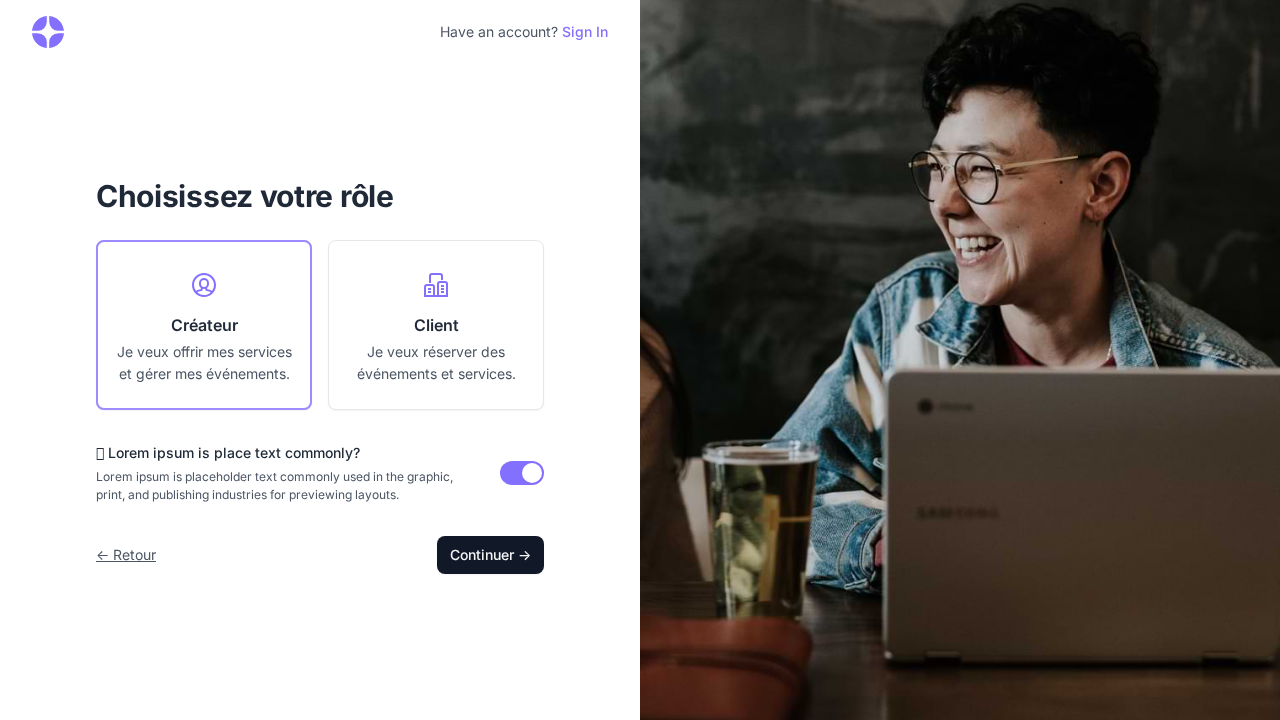 Have an account? Sign In
Choisissez votre rôle
Créateur
Je veux offrir mes services
et gérer mes événements.
Client
Je veux réserver des
événements et services.
Lorem ipsum is place text commonly?
Lorem ipsum is placeholder text commonly used in the graphic,
print, and publishing industries for previewing layouts.
← Retour
Continuer →
SAMSUNG